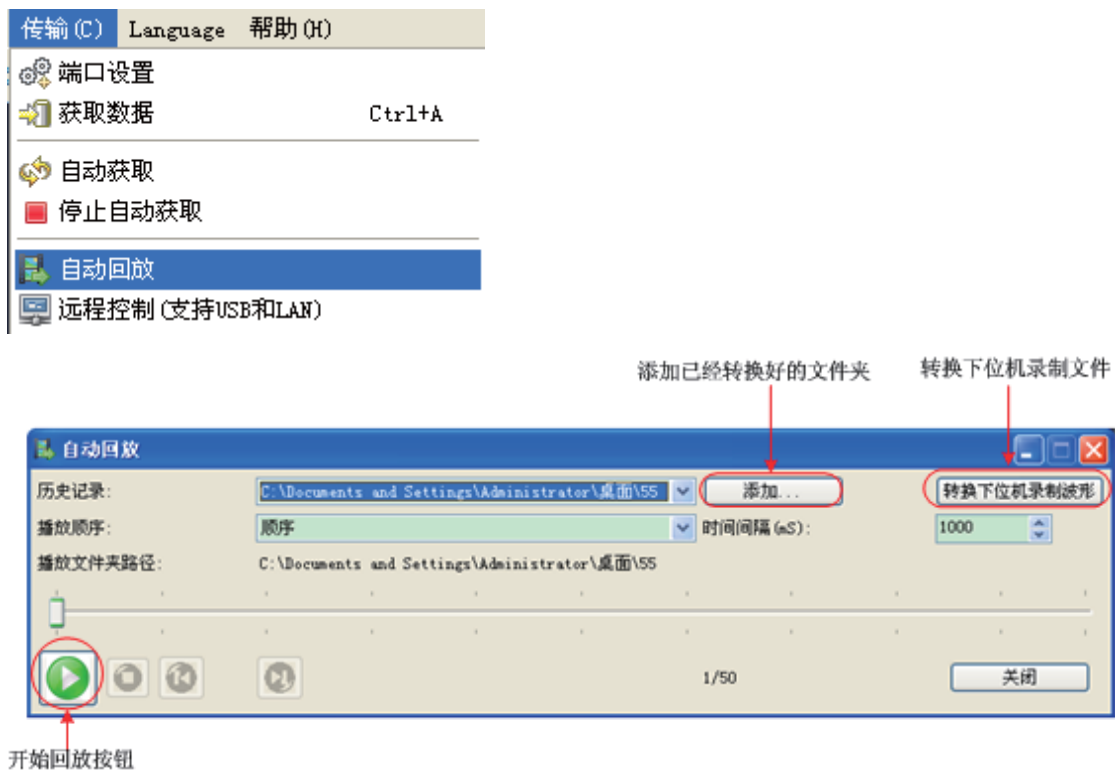 传输(C) Language 帮助(H)
端口设置
获取数据 Ctrl+A
自动获取
停止自动获取
自动回放
远程控制(支持USB和LAN)
添加已经转换好的文件夹 转换下位机录制文件
自动回放
历史记录: C:\Documents and Settings\Administrator\桌面\55 添加... 转换下位机录制波形
播放顺序: 顺序 时间间隔(mS): 1000
播放文件夹路径: C:\Documents and Settings\Administrator\桌面\55
1/50 关闭
开始回放按钮